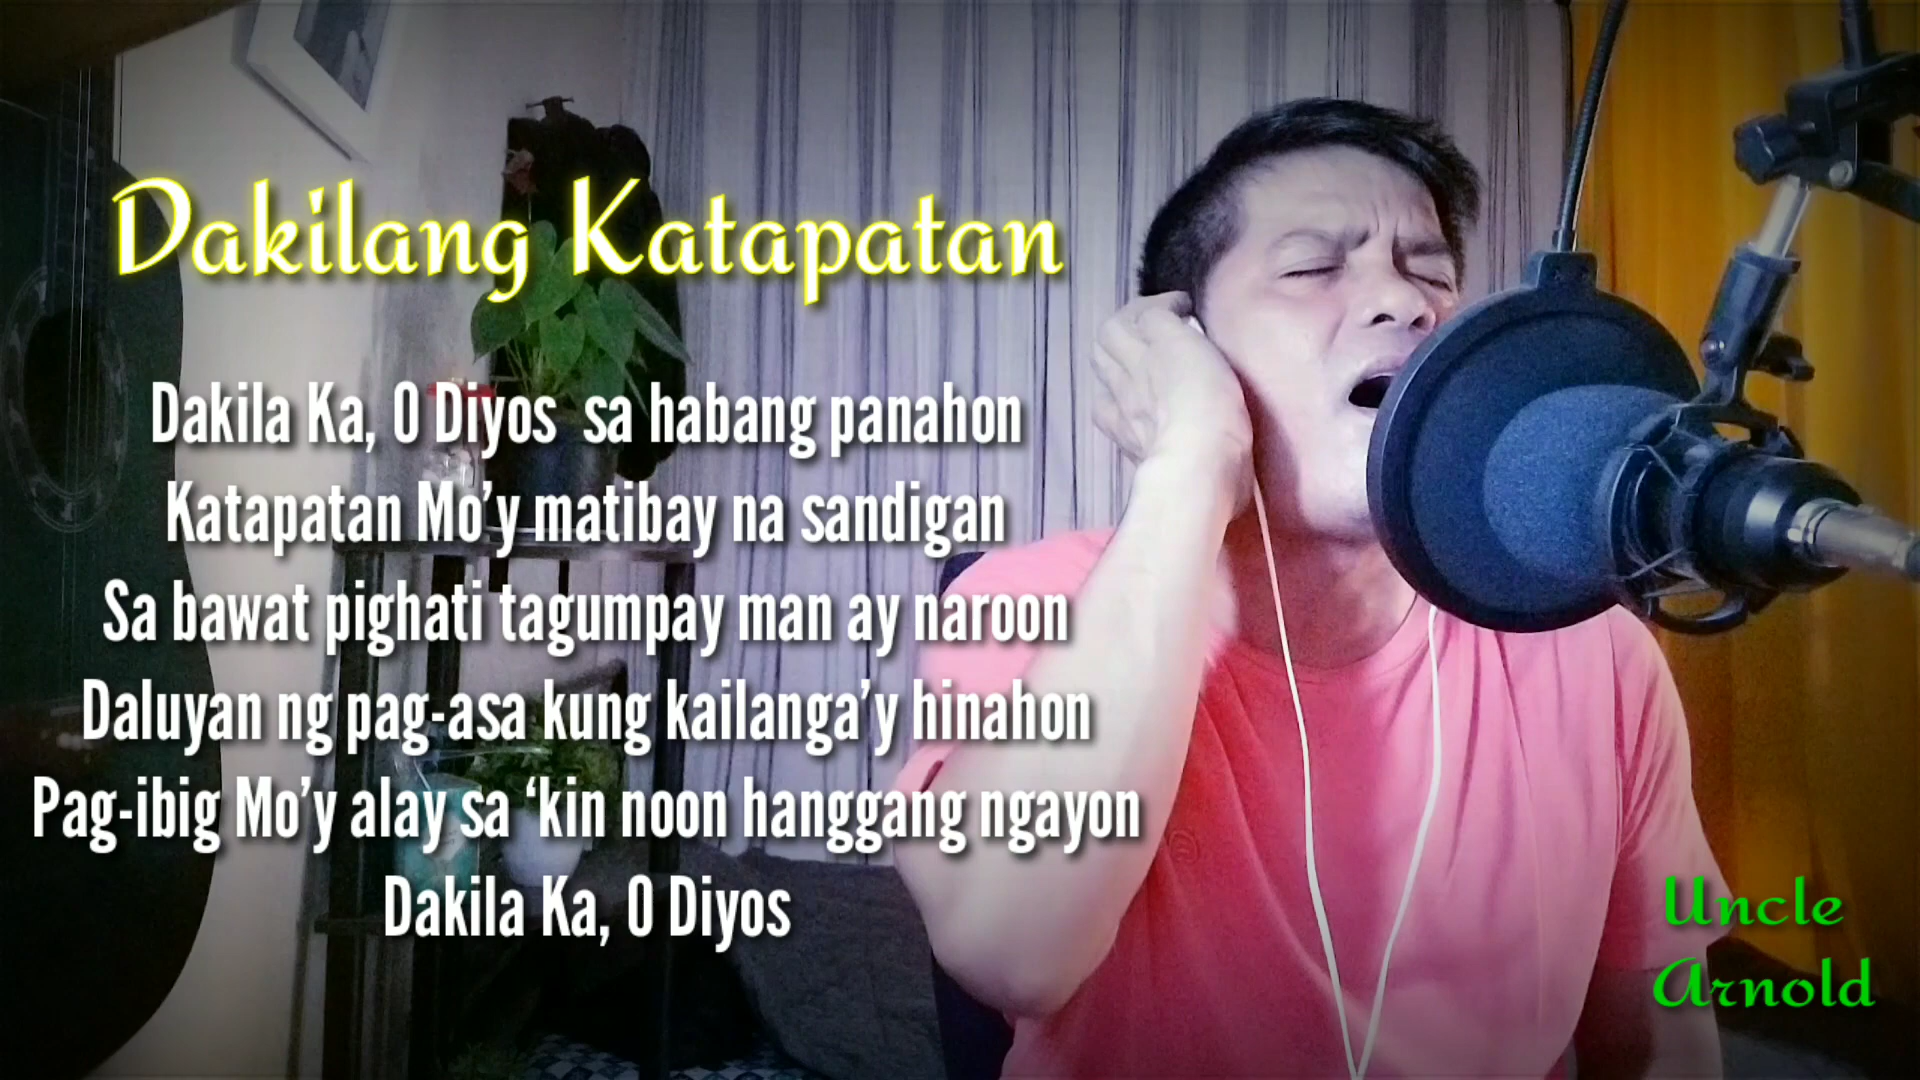 Dakilang Katapatan
Dakila Ka, O Diyos sa habang panahon
Katapatan Mo’y matibay na sandigan
Sa bawat pighati tagumpay man ay naroon
Daluyan ng pag-asa kung kailanga’y hinahon
Pag-ibig Mo’y alay sa ‘kin noon hanggang ngayon
Dakila Ka, O Diyos
Uncle
Arnold